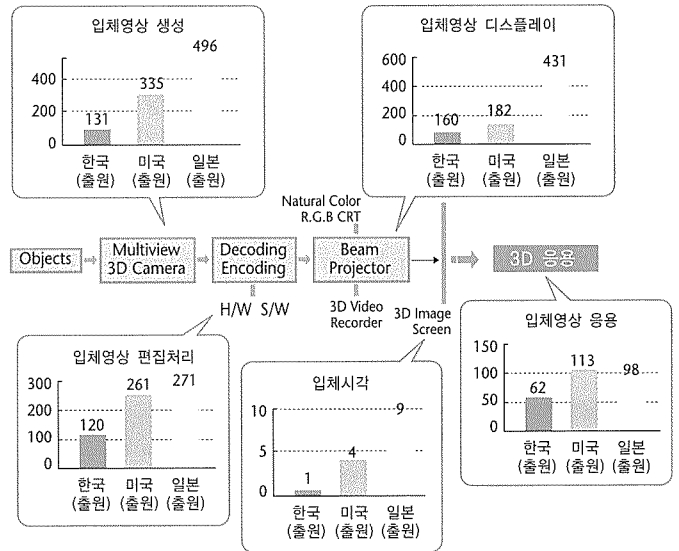 입체영상 생성
496
400
335
200
131
0
한국 미국 일본
(출원) (출원) (출원)
입체영상 디스플레이
600
431
400
200
160
182
0
한국 미국 일본
(출원) (출원) (출원)
Natural Color
R.G.B CRT
Objects
Multiview
3D Camera
Decoding
Encoding
Beam
Projector
3D 응용
H/W S/W
3D Video
Recorder
3D Image
Screen
입체영상 편집처리
300
261
271
200
120
100
0
한국 미국 일본
(출원) (출원) (출원)
입체시각
10
9
5
4
1
0
한국 미국 일본
(출원) (출원) (출원)
입체영상 응용
150
113
100
98
62
50
0
한국 미국 일본
(출원) (출원) (출원)